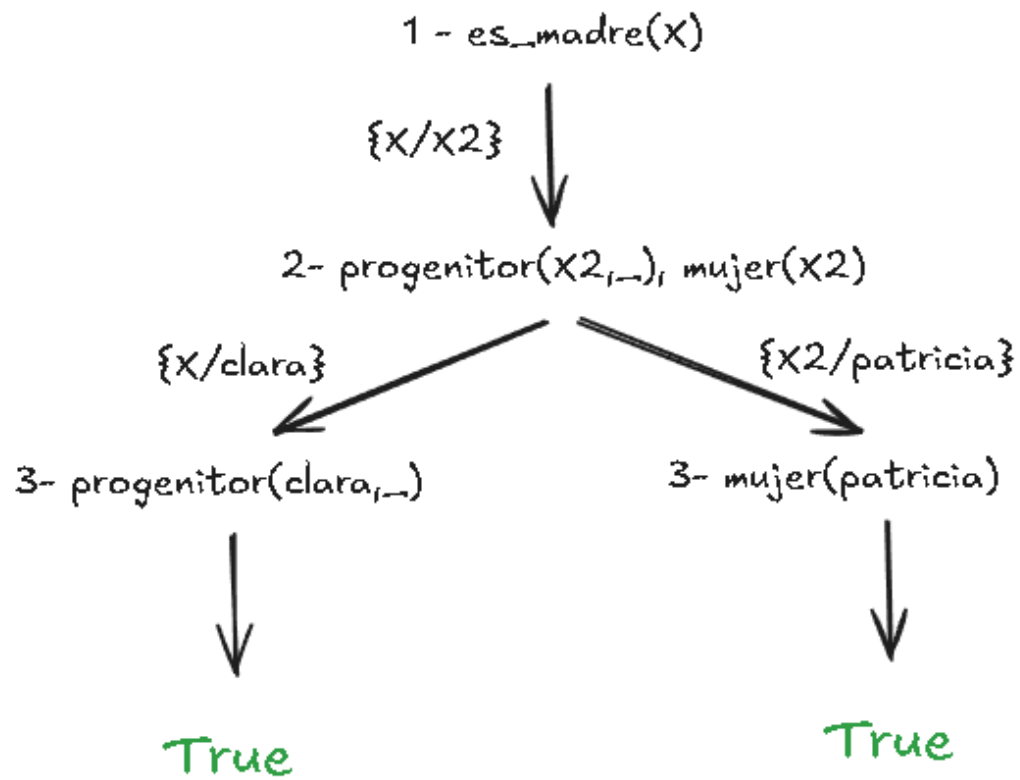 1 - es_madre(X)
{X/X2}
2- progenitor(X2,_), mujer(X2)
{X/clara}
{X2/patricia}
3- progenitor(clara,_)
3- mujer(patricia)
True
True